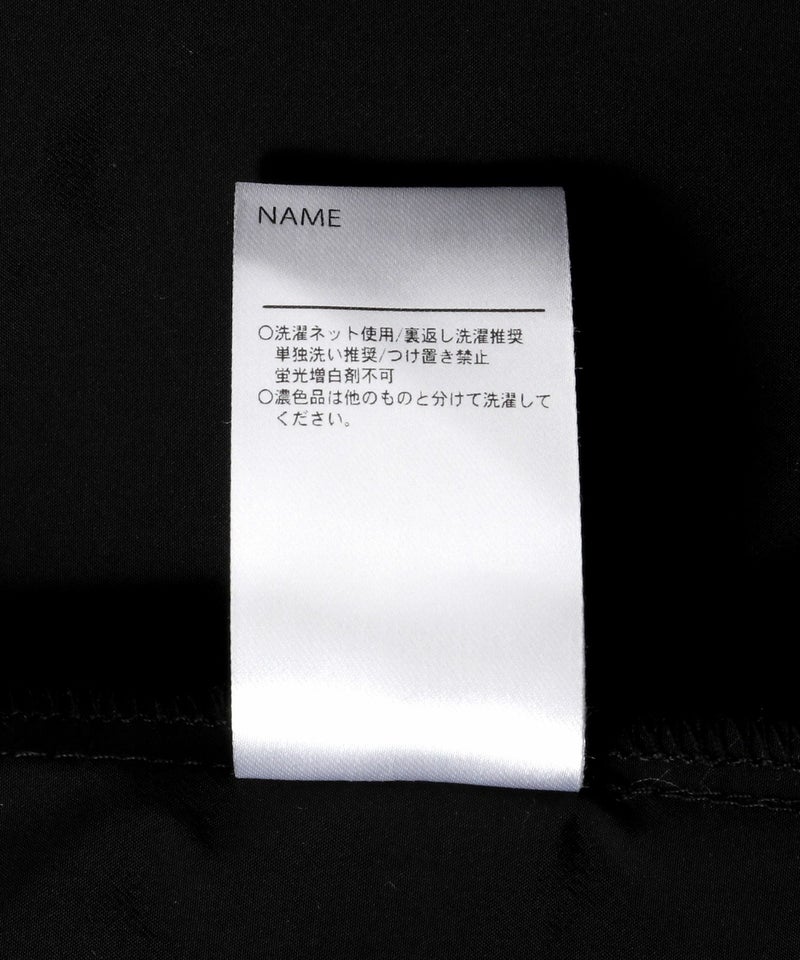 NAME
○洗濯ネット使用/裏返し洗濯推奨
単独洗い推奨/つけ置き禁止
蛍光増白剤不可
○濃色品は他のものと分けて洗濯して
ください。